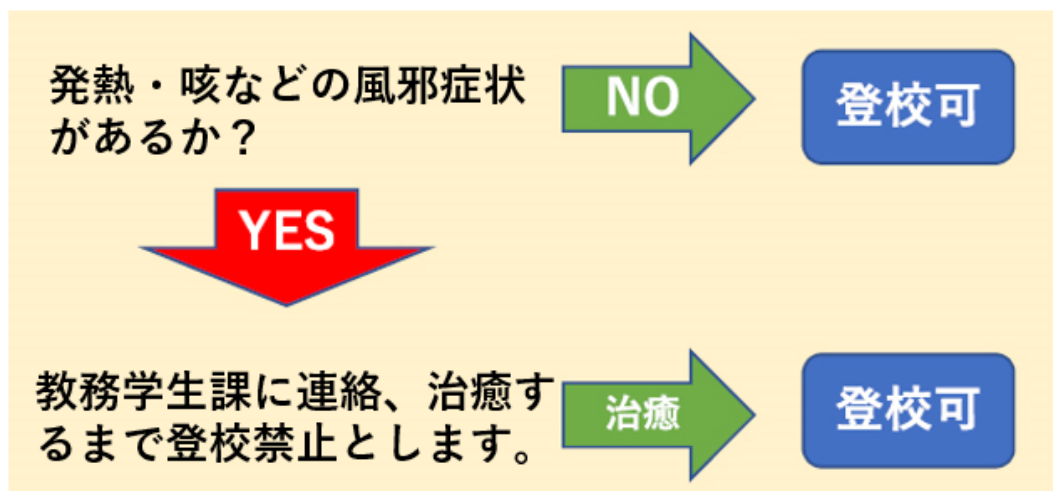 発熱・咳などの風邪症状
があるか？
NO
登校可
YES
教務学生課に連絡、治癒す
るまで登校禁止とします。
治癒
登校可